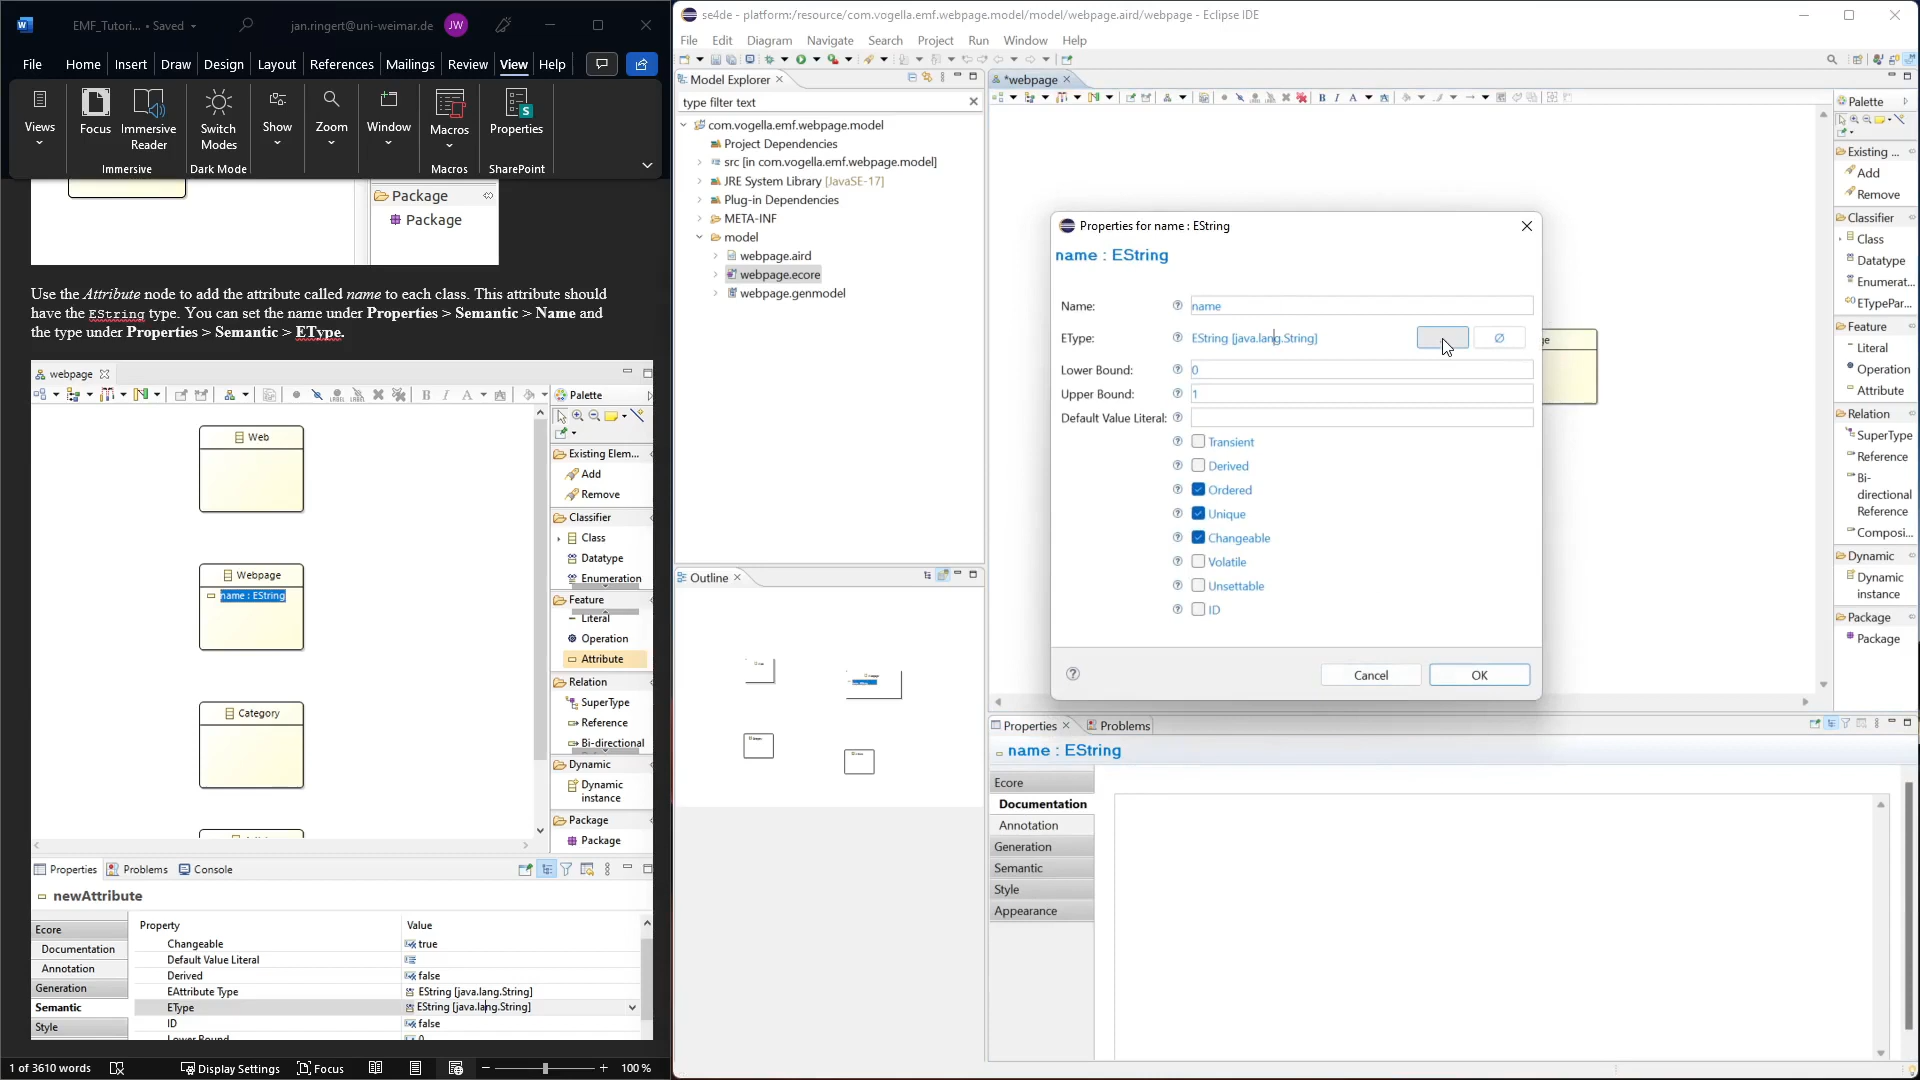 EMF_Tutori... • Saved
jan.ringert@uni-weimar.de
JW
File Home Insert Draw Design Layout References Mailings Review View Help
Views
Focus
Immersive Reader
Switch Modes
Show
Zoom
Window
Macros
Properties
Immersive
Dark Mode
Macros
SharePoint
Package
Package
Use the Attribute node to add the attribute called name to each class. This attribute should
have the EString type. You can set the name under Properties > Semantic > Name and
the type under Properties > Semantic > EType.
webpage
Palette
Web
Existing Elem...
Add
Remove
Classifier
Class
Datatype
Enumeration
Webpage
name : EString
Feature
Literal
Operation
Attribute
Relation
SuperType
Reference
Bi-directional
Category
Dynamic
Dynamic
instance
Package
Package
Properties Problems Console
newAttribute
Ecore
Documentation
Annotation
Generation
Semantic
Style
Property Value
Changeable true
Default Value Literal
Derived false
EAttribute Type EString [java.lang.String]
EType EString [java.lang.String]
ID false
Lower Bound 0
1 of 3610 words
Display Settings
Focus
100 %
se4de - platform:/resource/com.vogella.emf.webpage.model/model/webpage.aird/webpage - Eclipse IDE
File Edit Diagram Navigate Search Project Run Window Help
Model Explorer
type filter text
com.vogella.emf.webpage.model
Project Dependencies
src [in com.vogella.emf.webpage.model]
JRE System Library [JavaSE-17]
Plug-in Dependencies
META-INF
model
webpage.aird
webpage.ecore
webpage.genmodel
Outline
*webpage
Properties for name : EString
name : EString
Name: name
EType: EString [java.lang.String]
Lower Bound: 0
Upper Bound: 1
Default Value Literal:
Transient
Derived
Ordered
Unique
Changeable
Volatile
Unsettable
ID
Cancel
OK
Palette
Existing ...
Add
Remove
Classifier
Class
Datatype
Enumerat...
ETypePar...
Feature
Literal
Operation
Attribute
Relation
SuperType
Reference
Bi-
directional
Reference
Composi...
Dynamic
Dynamic
instance
Package
Package
Properties Problems
name : EString
Ecore
Documentation
Annotation
Generation
Semantic
Style
Appearance